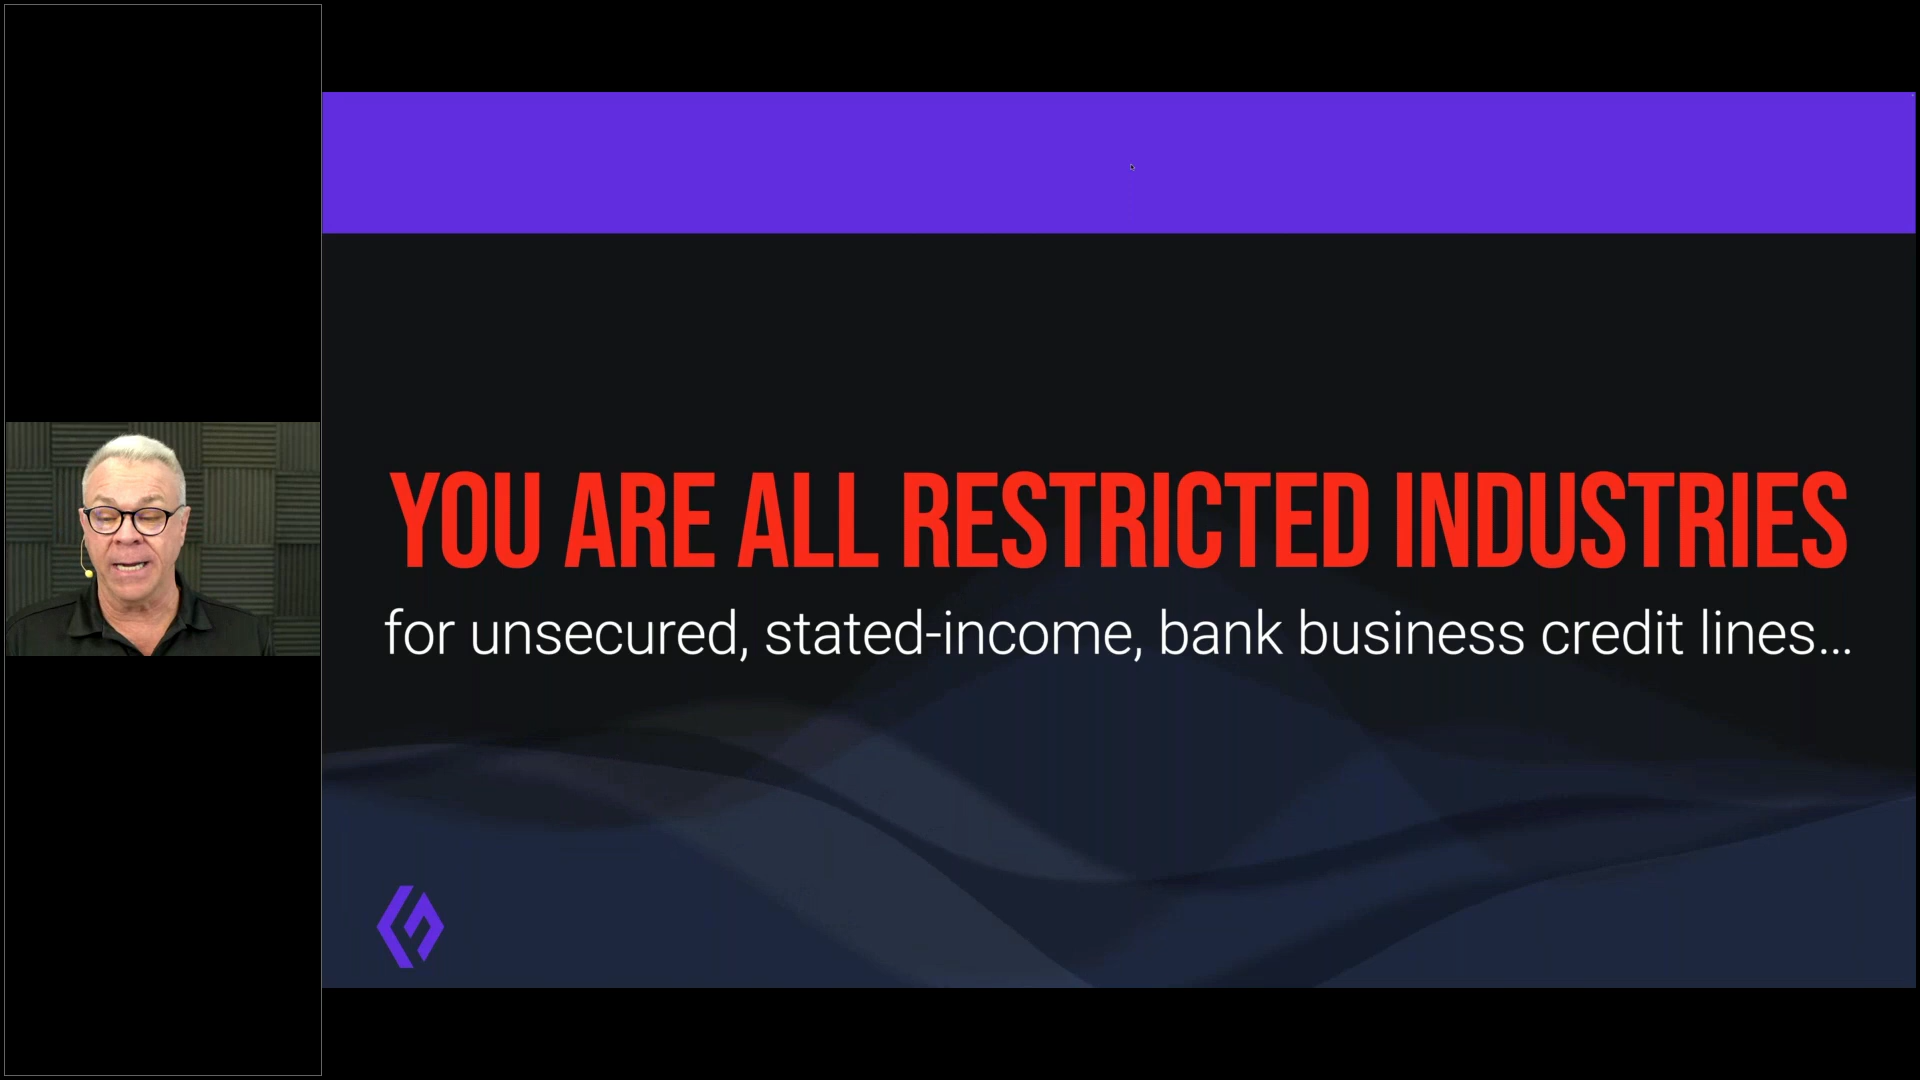 YOU ARE ALL RESTRICTED INDUSTRIES
for unsecured, stated-income, bank business credit lines...